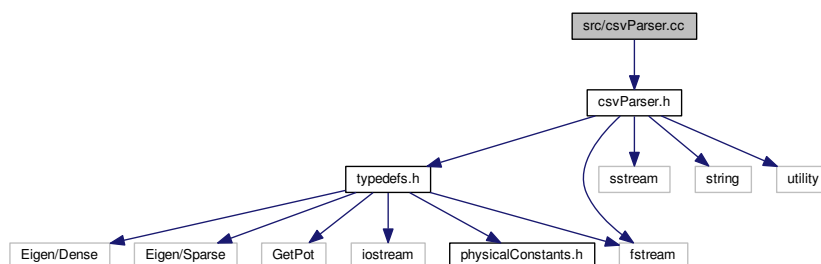 src/csvParser.cc
csvParser.h
typedefs.h
sstream
string
utility
Eigen/Dense
Eigen/Sparse
GetPot
iostream
physicalConstants.h
fstream